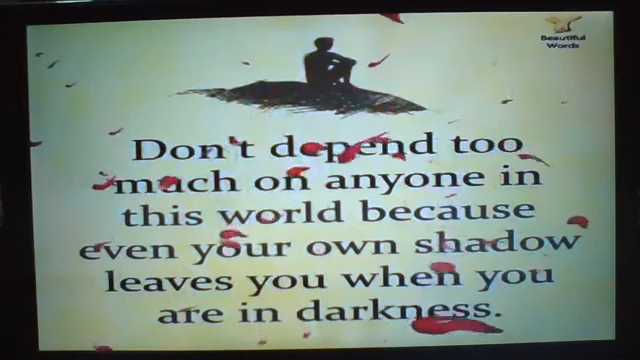 Beautiful
Words
Don't depend too
much on anyone in
this world because
even your own shadow
leaves you when you
are in darkness.